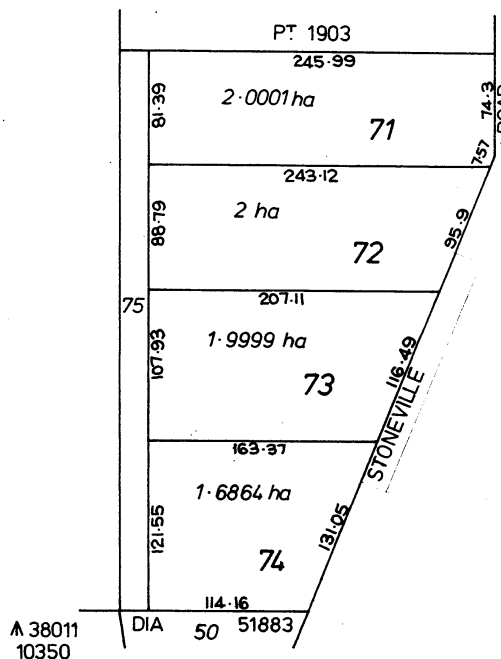 PT 1903
245.99
81.39
2.0001 ha
71
74.3
ROAD
7.57
243.12
88.79
2 ha
72
95.9
75
207.11
107.93
1.9999 ha
73
116.49
STONEVILLE
163.37
121.55
1.6864 ha
74
131.05
114.16
38011
10350
DIA 50 51883